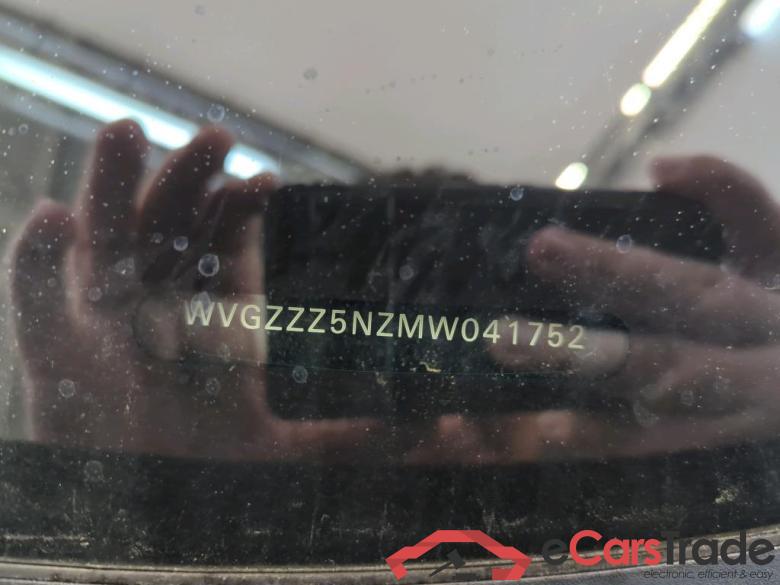 WVGZZZ5NZMW041752
eCarstrade
electronic, efficient & easy